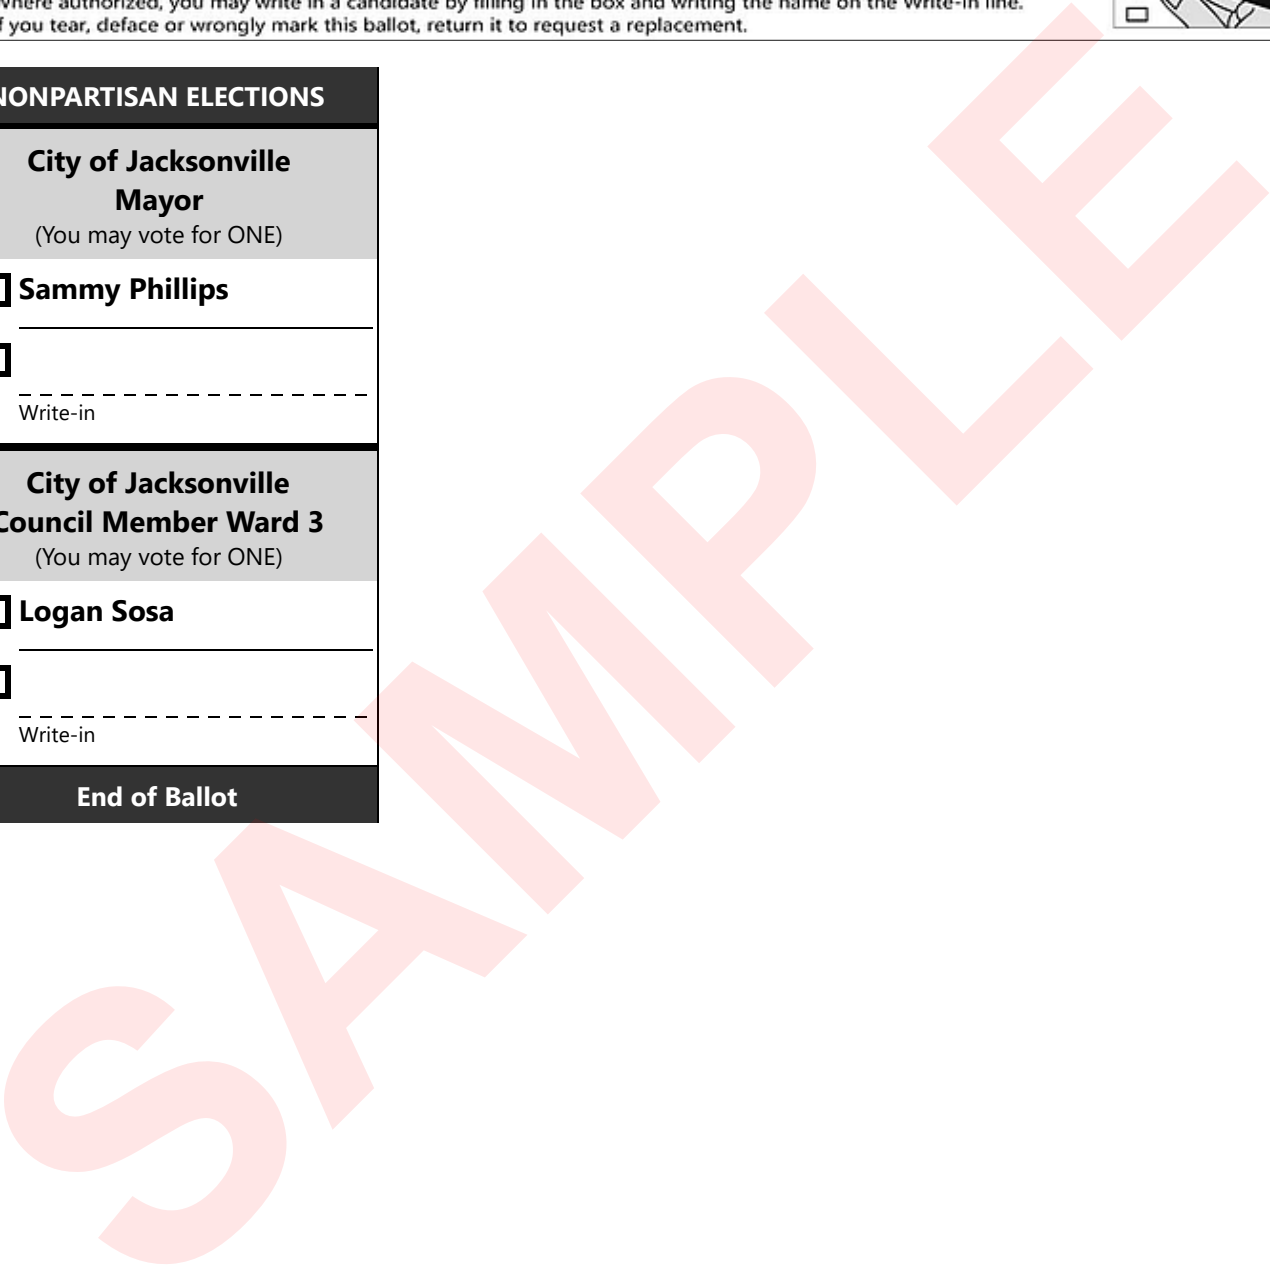 Where authorized, you may write in a candidate by filling in the box and writing the name on the Write-in line.
If you tear, deface or wrongly mark this ballot, return it to request a replacement.
NONPARTISAN ELECTIONS
City of Jacksonville
Mayor
(You may vote for ONE)
Sammy Phillips
Write-in
City of Jacksonville
Council Member Ward 3
(You may vote for ONE)
Logan Sosa
Write-in
End of Ballot
SAMPLE